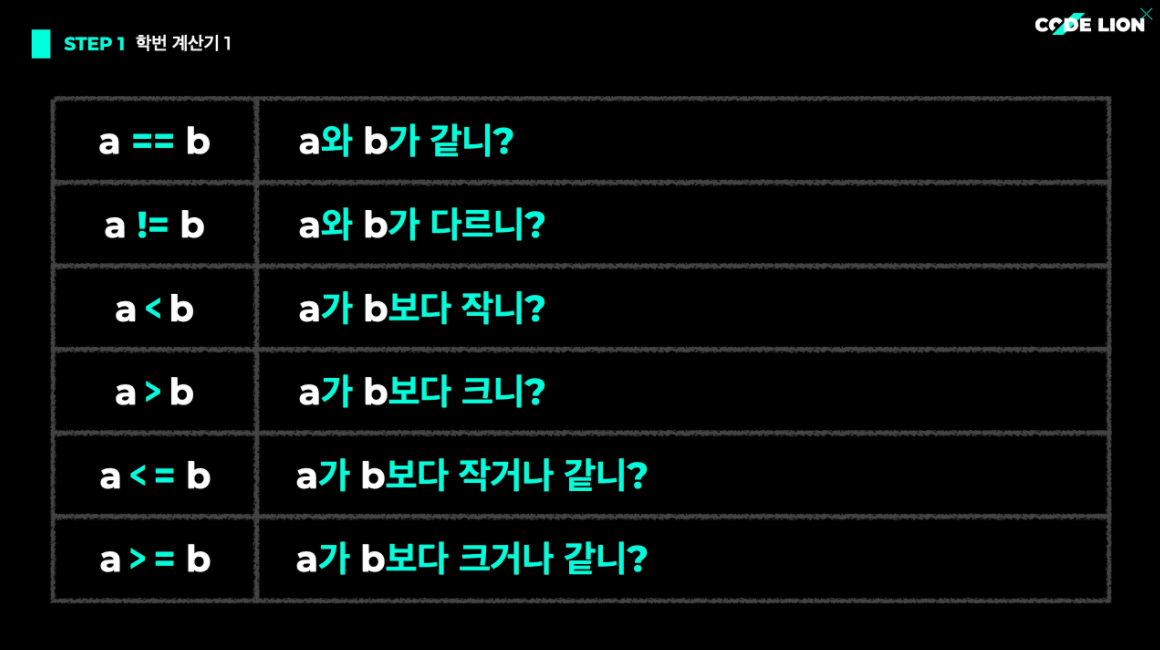 STEP 1 학번 계산기 1
CODE LION
a == b
a와 b가 같니?
a != b
a와 b가 다르니?
a < b
a가 b보다 작니?
a > b
a가 b보다 크니?
a < = b
a가 b보다 작거나 같니?
a > = b
a가 b보다 크거나 같니?